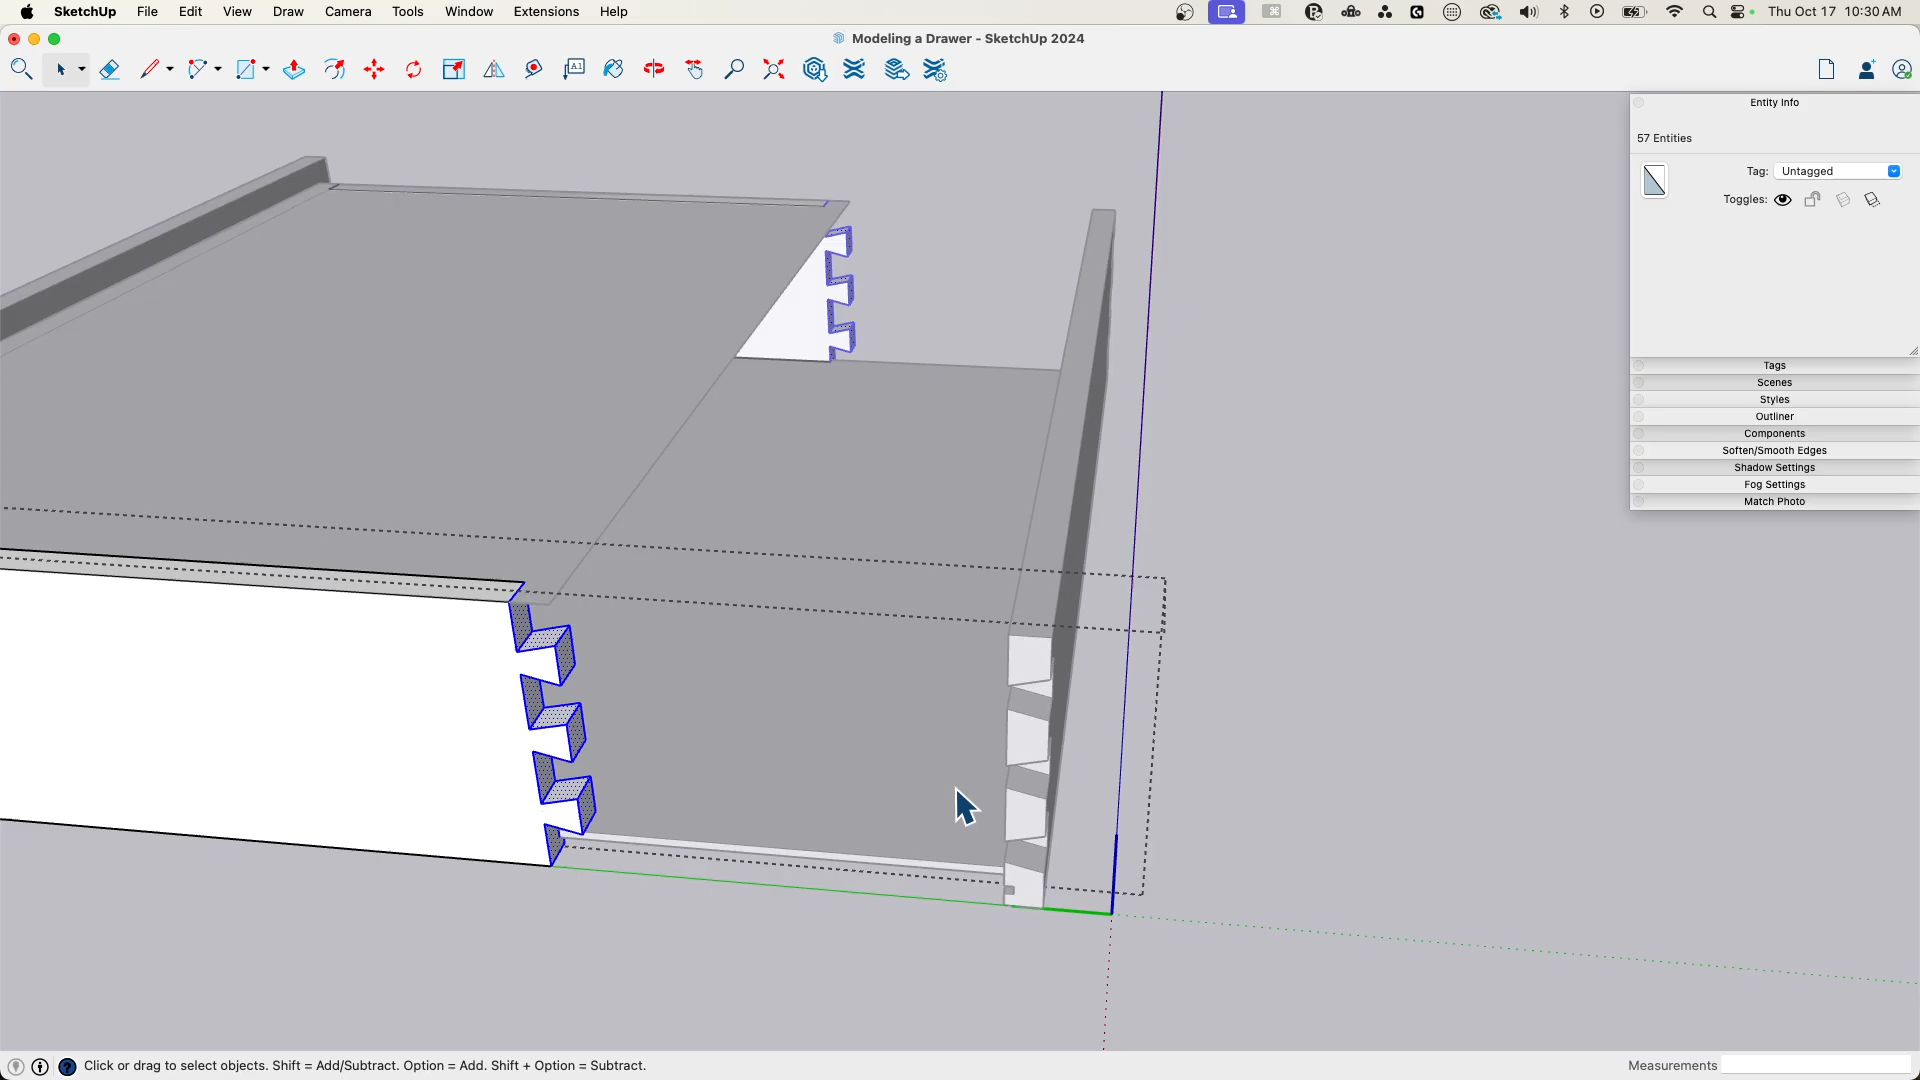 SketchUp File Edit View Draw Camera Tools Window Extensions Help Thu Oct 17 10:30 AM
Modeling a Drawer - SketchUp 2024
A1
Entity Info
57 Entities
Tag: Untagged
Toggles:
Tags
Scenes
Styles
Outliner
Components
Soften/Smooth Edges
Shadow Settings
Fog Settings
Match Photo
Click or drag to select objects. Shift = Add/Subtract. Option = Add. Shift + Option = Subtract. Measurements